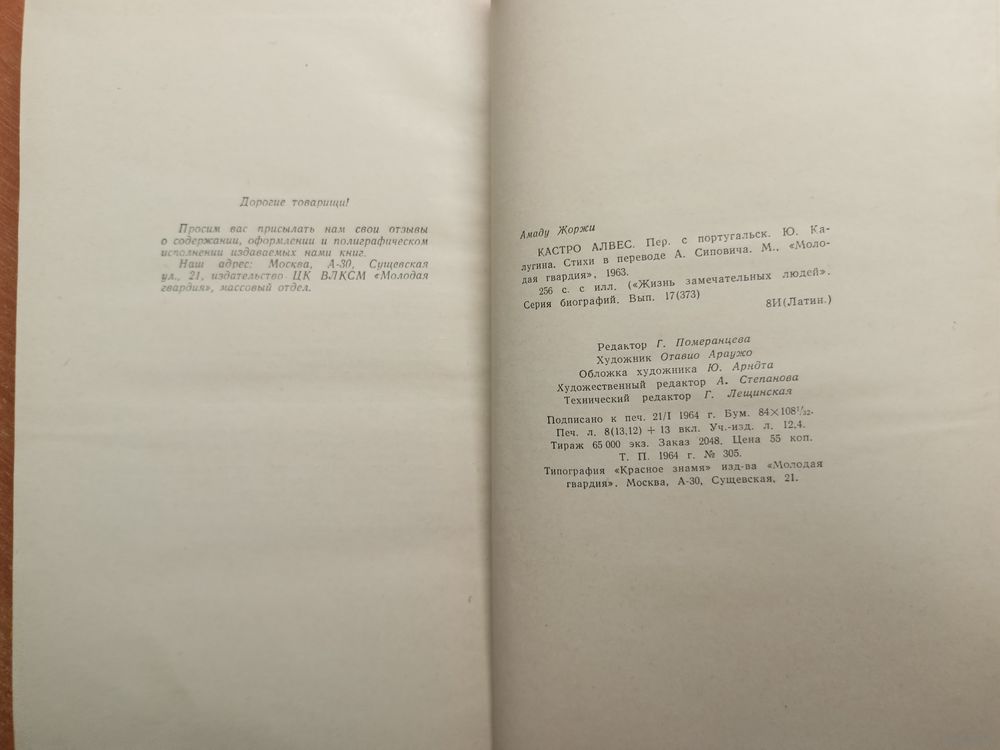 Дорогие товарищи!
Просим вас присылать нам свои отзывы
о содержании, оформлении и полиграфическом
исполнении издаваемых нами книг.
Наш адрес: Москва, А-30, Сущевская
ул., 21, издательство ЦК ВЛКСМ «Молодая
гвардия», массовый отдел.
Амаду Жоржи
КАСТРО АЛВЕС. Пер. с португальск. Ю. Ка-
лугина. Стихи в переводе А. Сиповича. М., «Моло-
дая гвардия», 1963.
256 с. с илл. («Жизнь замечательных людей».
Серия биографий. Вып. 17(373)
8И(Латин.)
Редактор Г. Померанцева
Художник Отавио Араужо
Обложка художника Ю. Арндта
Художественный редактор А. Степанова
Технический редактор Г. Лещинская
Подписано к печ. 21/I 1964 г. Бум. 84×108¹/₃₂.
Печ. л. 8(13,12) + 13 вкл. Уч.-изд. л. 12,4.
Тираж 65 000 экз. Заказ 2048. Цена 55 коп.
Т. П. 1964 г. № 305.
Типография «Красное знамя» изд-ва «Молодая
гвардия». Москва, А-30, Сущевская, 21.